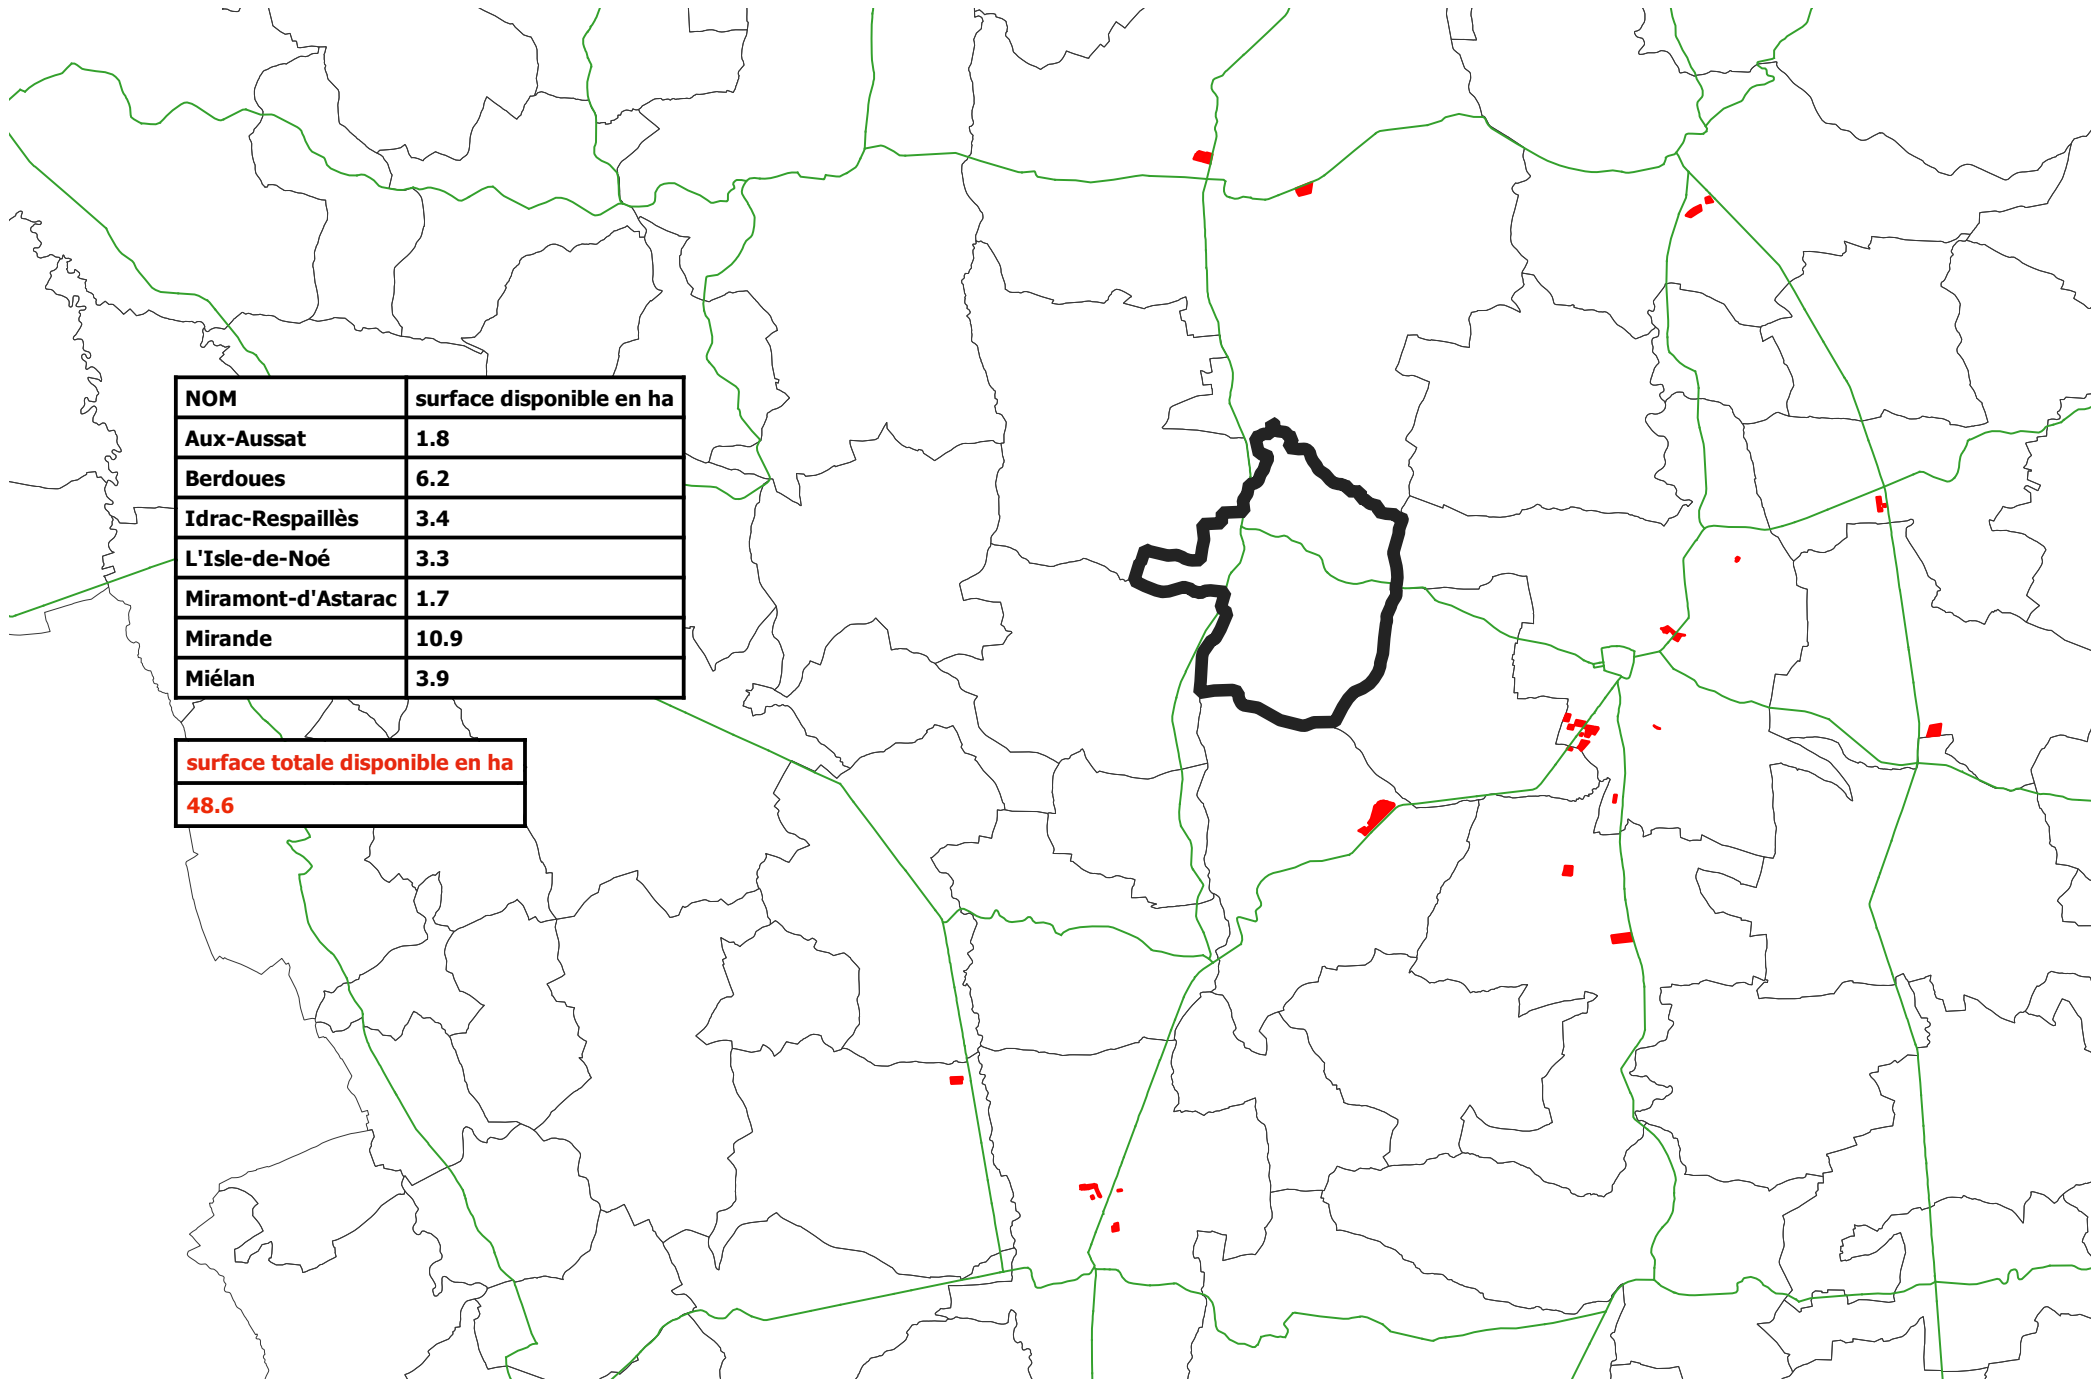 NOM surface disponible en ha
Aux-Aussat 1.8
Berdoues 6.2
Idrac-Respaillès 3.4
L'Isle-de-Noé 3.3
Miramont-d'Astarac 1.7
Mirande 10.9
Miélan 3.9
surface totale disponible en ha
48.6